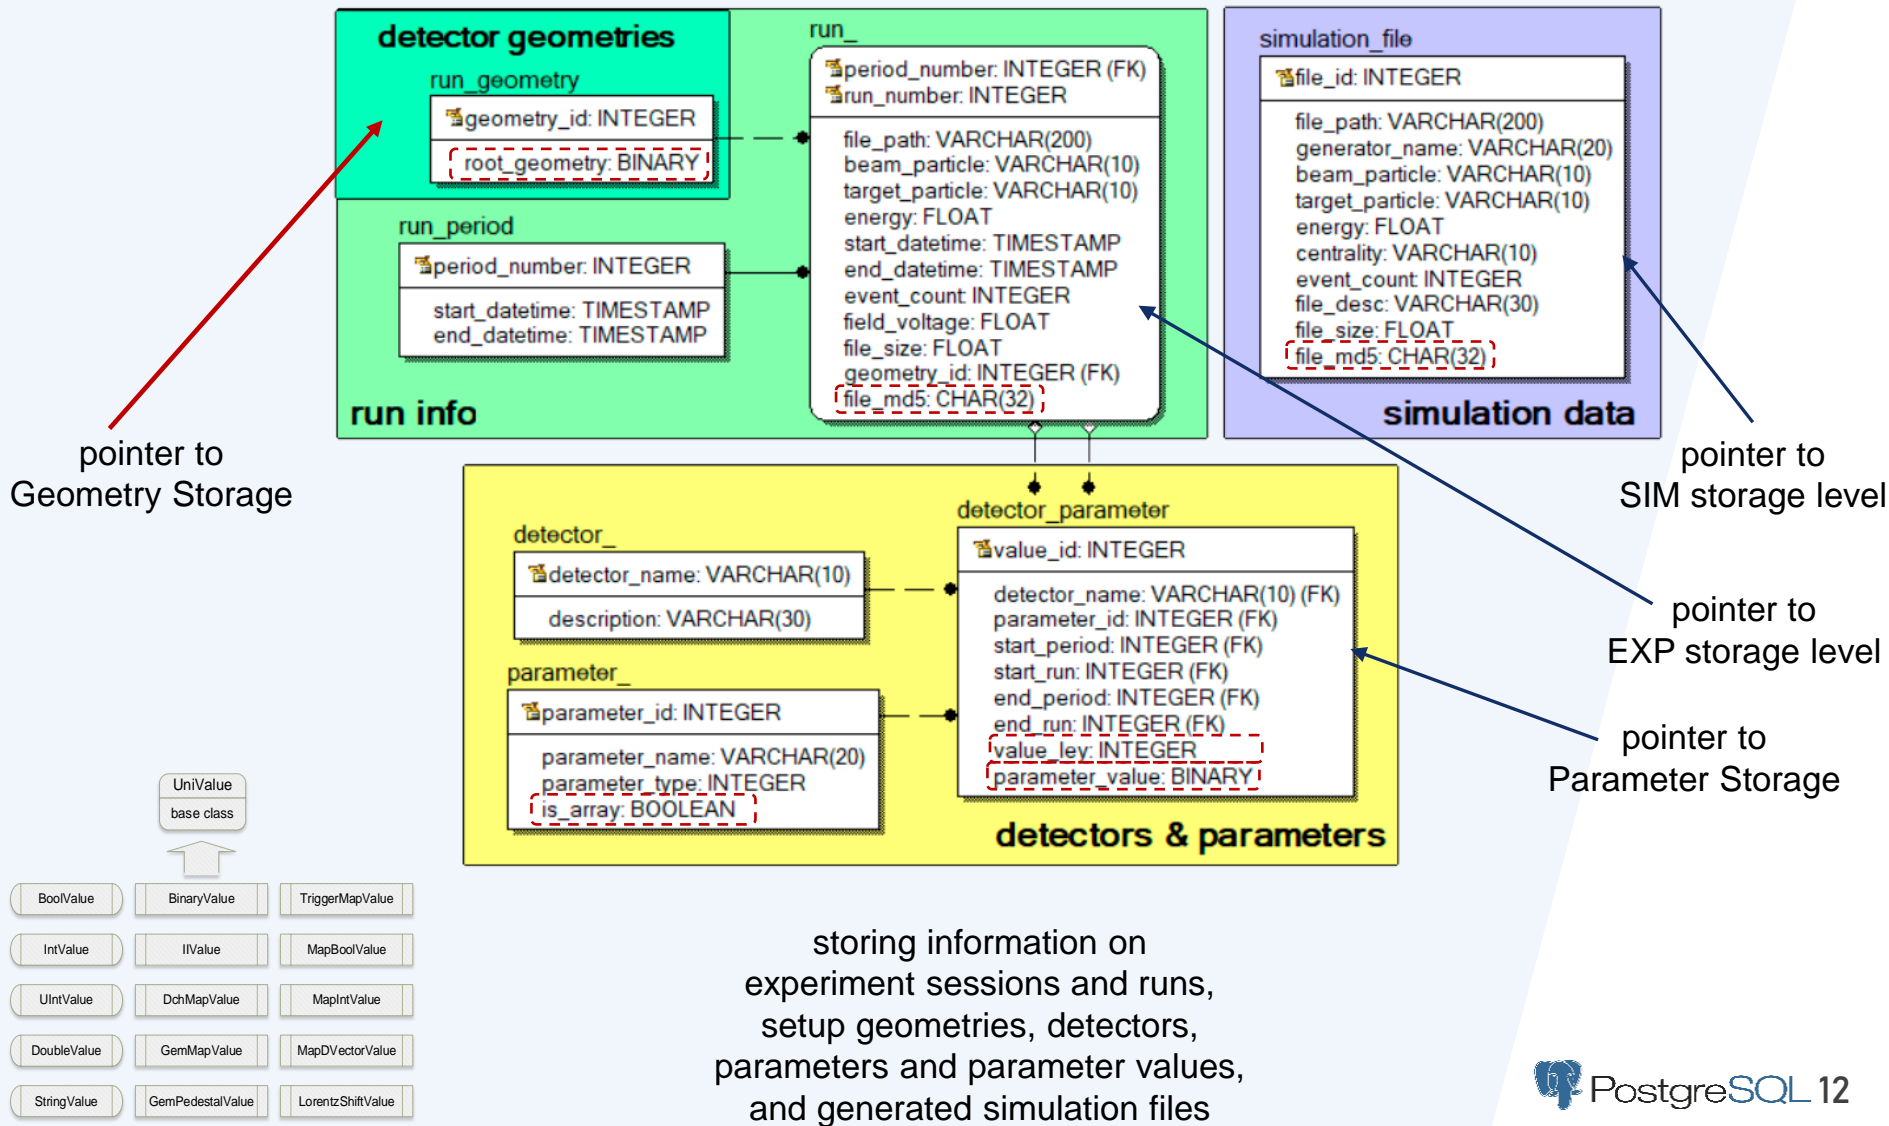 detector geometries
run_geometry
geometry_id: INTEGER
root_geometry: BINARY
run_period
period_number: INTEGER
start_datetime: TIMESTAMP
end_datetime: TIMESTAMP
run info
run_
period_number: INTEGER (FK)
run_number: INTEGER
file_path: VARCHAR(200)
beam_particle: VARCHAR(10)
target_particle: VARCHAR(10)
energy: FLOAT
start_datetime: TIMESTAMP
end_datetime: TIMESTAMP
event_count: INTEGER
field_voltage: FLOAT
file_size: FLOAT
geometry_id: INTEGER (FK)
file_md5: CHAR(32)
simulation_file
file_id: INTEGER
file_path: VARCHAR(200)
generator_name: VARCHAR(20)
beam_particle: VARCHAR(10)
target_particle: VARCHAR(10)
energy: FLOAT
centrality: VARCHAR(10)
event_count: INTEGER
file_desc: VARCHAR(30)
file_size: FLOAT
file_md5: CHAR(32)
simulation data
pointer to
Geometry Storage
pointer to
SIM storage level
pointer to
EXP storage level
pointer to
Parameter Storage
detector_
detector_name: VARCHAR(10)
description: VARCHAR(30)
parameter_
parameter_id: INTEGER
parameter_name: VARCHAR(20)
parameter_type: INTEGER
is_array: BOOLEAN
detector_parameter
value_id: INTEGER
detector_name: VARCHAR(10) (FK)
parameter_id: INTEGER (FK)
start_period: INTEGER (FK)
start_run: INTEGER (FK)
end_period: INTEGER (FK)
end_run: INTEGER (FK)
value_ley: INTEGER
parameter_value: BINARY
detectors & parameters
UniValue
base class
BoolValue
BinaryValue
TriggerMapValue
IntValue
IIValue
MapBoolValue
UIntValue
DchMapValue
MapIntValue
DoubleValue
GemMapValue
MapDVectorValue
StringValue
GemPedestalValue
LorentzShiftValue
storing information on
experiment sessions and runs,
setup geometries, detectors,
parameters and parameter values,
and generated simulation files
PostgreSQL 12